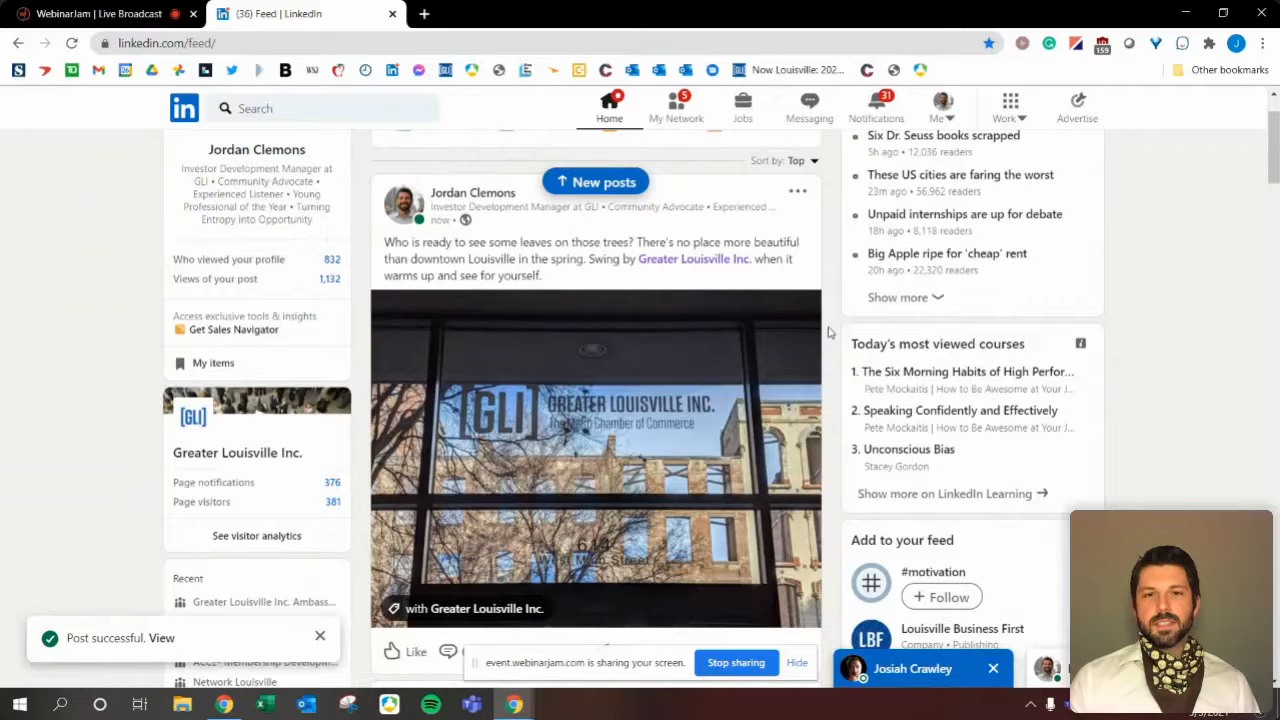 WebinarJam | Live Broadcast
(36) Feed | LinkedIn
linkedin.com/feed/
159
J
Now Louisville: 202...
Other bookmarks
Search
Home
5
My Network
Jobs
Messaging
31
Notifications
Me
Work
Advertise
Jordan Clemons
Investor Development Manager at
GLI • Community Advocate •
Experienced Listener • Young
Professional of the Year • Turning
Entropy into Opportunity
Who viewed your profile 832
Views of your post 1,132
Access exclusive tools & insights
Get Sales Navigator
My items
[GLI]
Greater Louisville Inc.
Page notifications 376
Page visitors 381
See visitor analytics
Recent
Greater Louisville Inc. Ambass...
Network Louisville
Post successful. View
Sort by: Top
New posts
Jordan Clemons
Investor Development Manager at GLI • Community Advocate • Experienced ...
now •
Who is ready to see some leaves on those trees? There's no place more beautiful
than downtown Louisville in the spring. Swing by Greater Louisville Inc. when it
warms up and see for yourself.
[GLI] GREATER LOUISVILLE INC.
The Metro Chamber of Commerce
614
West Main Street
with Greater Louisville Inc.
Like
event.webinarjam.com is sharing your screen. Stop sharing Hide
Six Dr. Seuss books scrapped
5h ago • 12,036 readers
These US cities are faring the worst
23m ago • 56,962 readers
Unpaid internships are up for debate
18h ago • 8,118 readers
Big Apple ripe for 'cheap' rent
20h ago • 22,320 readers
Show more
Today's most viewed courses
1. The Six Morning Habits of High Perfor...
Pete Mockaitis | How to Be Awesome at Your J...
2. Speaking Confidently and Effectively
Pete Mockaitis | How to Be Awesome at Your J...
3. Unconscious Bias
Stacey Gordon
Show more on LinkedIn Learning
Add to your feed
#motivation
+ Follow
LBF
Louisville Business First
Company • Publishing
Josiah Crawley